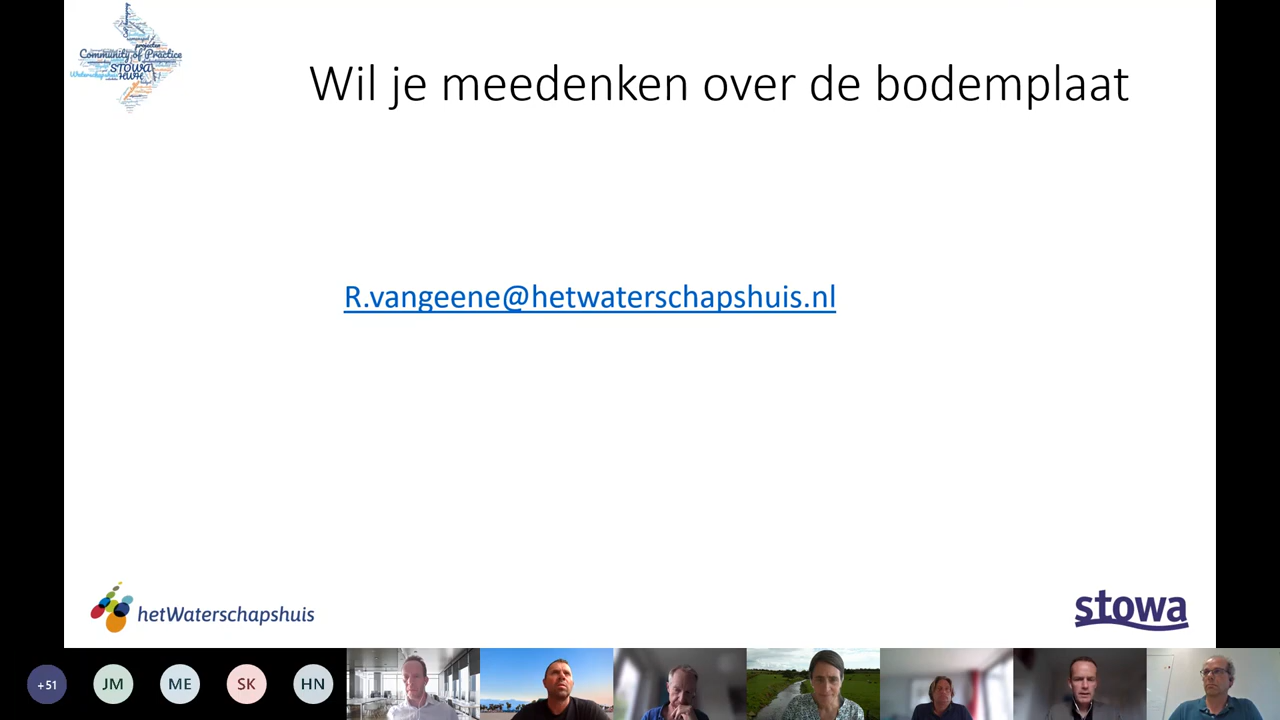 Community of Practice
STOWA
HWH
Wil je meedenken over de bodemplaat
R.vangeene@hetwaterschapshuis.nl
hetWaterschapshuis
stowa
+51
JM
ME
SK
HN